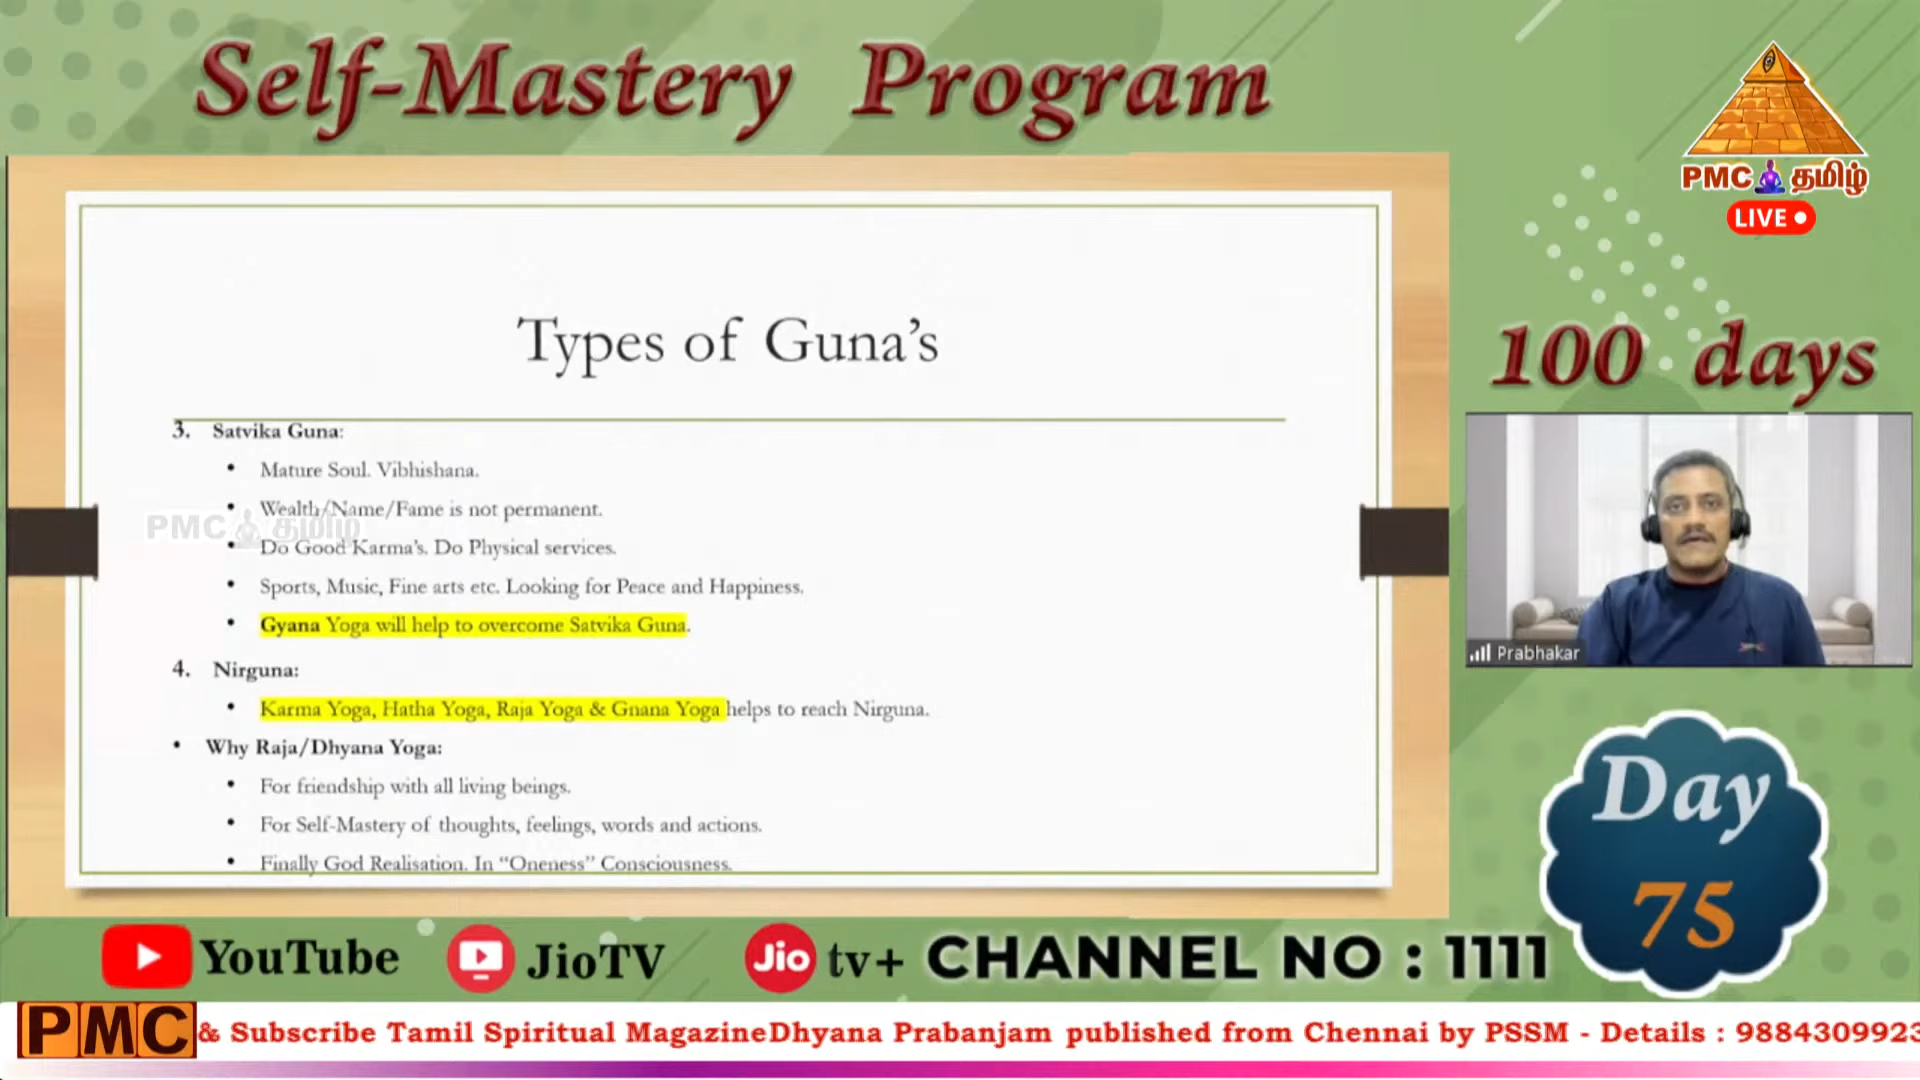 Self-Mastery Program
PMC தமிழ்
LIVE
Types of Guna's
3. Satvika Guna:
• Mature Soul. Vibhishana.
• Wealth/Name/Fame is not permanent.
PMC தமிழ்
• Do Good Karma's. Do Physical services.
• Sports, Music, Fine arts etc. Looking for Peace and Happiness.
• Gyana Yoga will help to overcome Satvika Guna.
4. Nirguna:
• Karma Yoga, Hatha Yoga, Raja Yoga & Gnana Yoga helps to reach Nirguna.
• Why Raja/Dhyana Yoga:
• For friendship with all living beings.
• For Self-Mastery of thoughts, feelings, words and actions.
• Finally God Realisation. In “Oneness” Consciousness.
100 days
Prabhakar
Day
75
YouTube JioTV Jio tv+ CHANNEL NO : 1111
PMC & Subscribe Tamil Spiritual MagazineDhyana Prabanjam published from Chennai by PSSM - Details : 9884309923